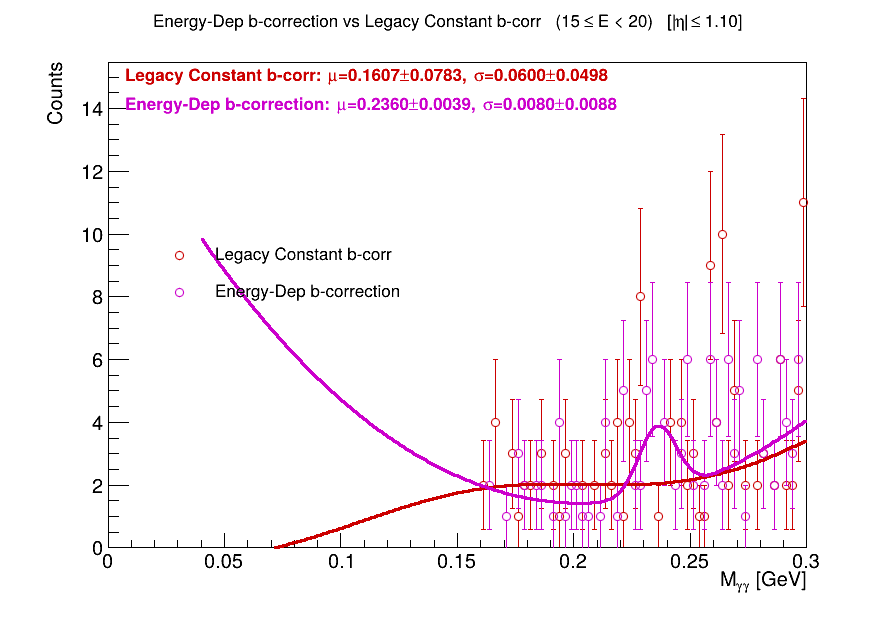 Energy-Dep b-correction vs Legacy Constant b-corr (15 ≤ E < 20) [|η| ≤ 1.10]
Counts
Legacy Constant b-corr: μ=0.1607±0.0783, σ=0.0600±0.0498
Energy-Dep b-correction: μ=0.2360±0.0039, σ=0.0080±0.0088
14
12
10
Legacy Constant b-corr
Energy-Dep b-correction
8
6
4
2
0
0 0.05 0.1 0.15 0.2 0.25 0.3
Mγγ [GeV]